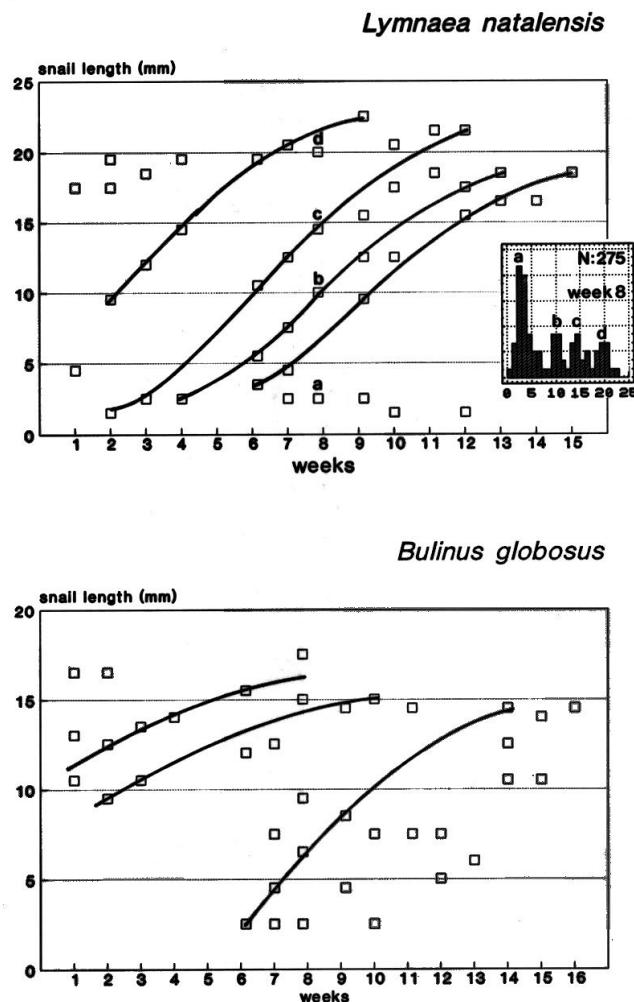 Lymnaea natalensis
snail length (mm)
25
20
15
10
5
0
d
c
b
a
1 2 3 4 5 6 7 8 9 10 11 12 13 14 15
weeks
a N:275
week 8
b c d
0 5 10 15 20 25
Bulinus globosus
snail length (mm)
20
15
10
5
0
1 2 3 4 5 6 7 8 9 10 11 12 13 14 15 16
weeks